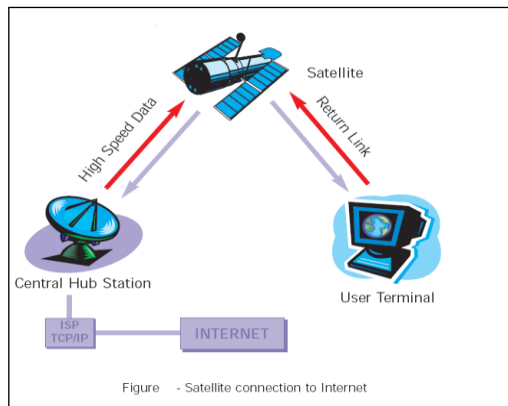 Satellite
High Speed Data
Return Link
Central Hub Station
User Terminal
ISP
TCP/IP
INTERNET
Figure - Satellite connection to Internet